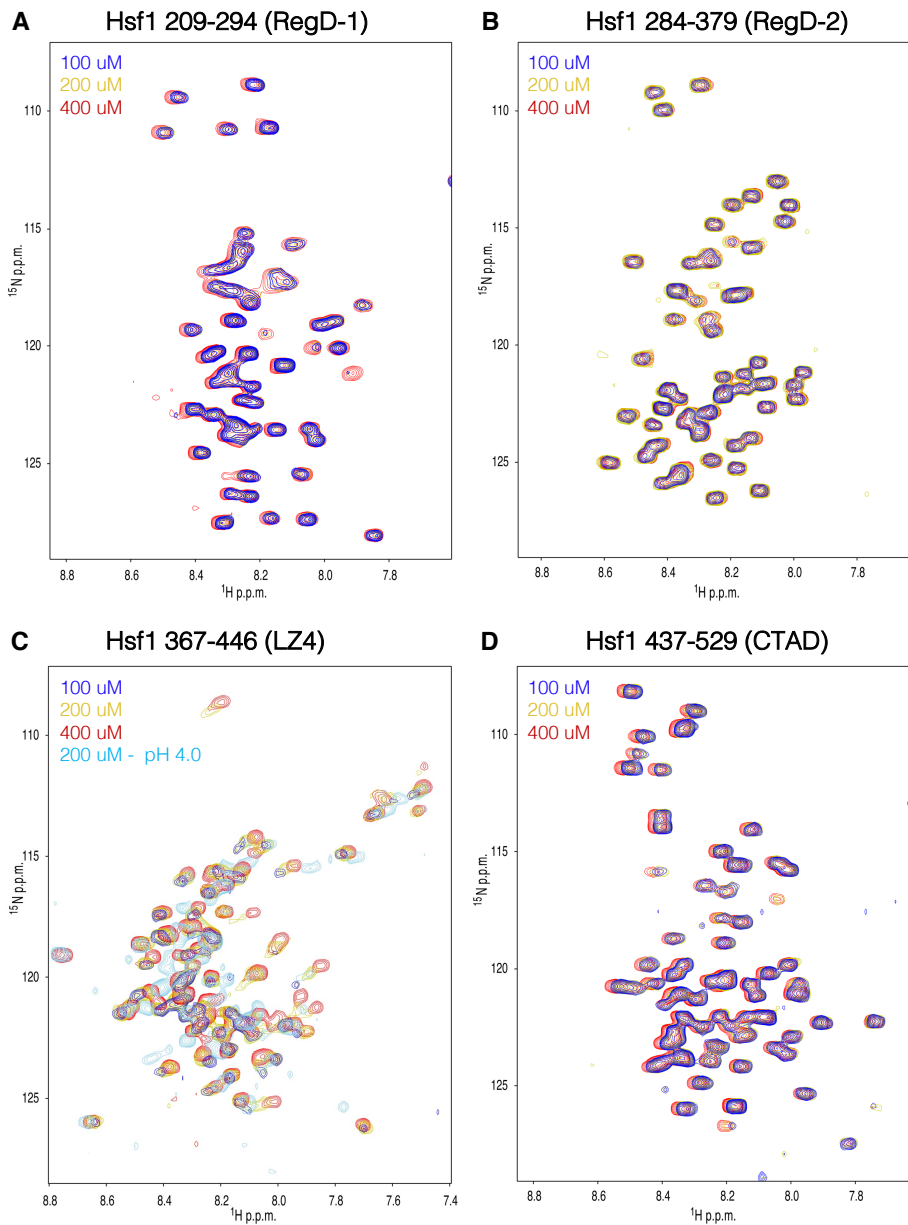 A Hsf1 209-294 (RegD-1)
100 uM
200 uM
400 uM
110
115
120
125
¹⁵N p.p.m.
8.8 8.6 8.4 8.2 8.0 7.8
¹H p.p.m.
B Hsf1 284-379 (RegD-2)
100 uM
200 uM
400 uM
110
115
120
125
¹⁵N p.p.m.
8.8 8.6 8.4 8.2 8.0
¹H p.p.m.
C Hsf1 367-446 (LZ4)
100 uM
200 uM
400 uM
200 uM - pH 4.0
110
115
120
125
¹⁵N p.p.m.
8.8 8.6 8.4 8.2 8.0 7.8 7.6 7.4
¹H p.p.m.
D Hsf1 437-529 (CTAD)
100 uM
200 uM
400 uM
110
115
120
125
¹⁵N p.p.m.
8.8 8.6 8.4 8.2 8.0 7.8
¹H p.p.m.